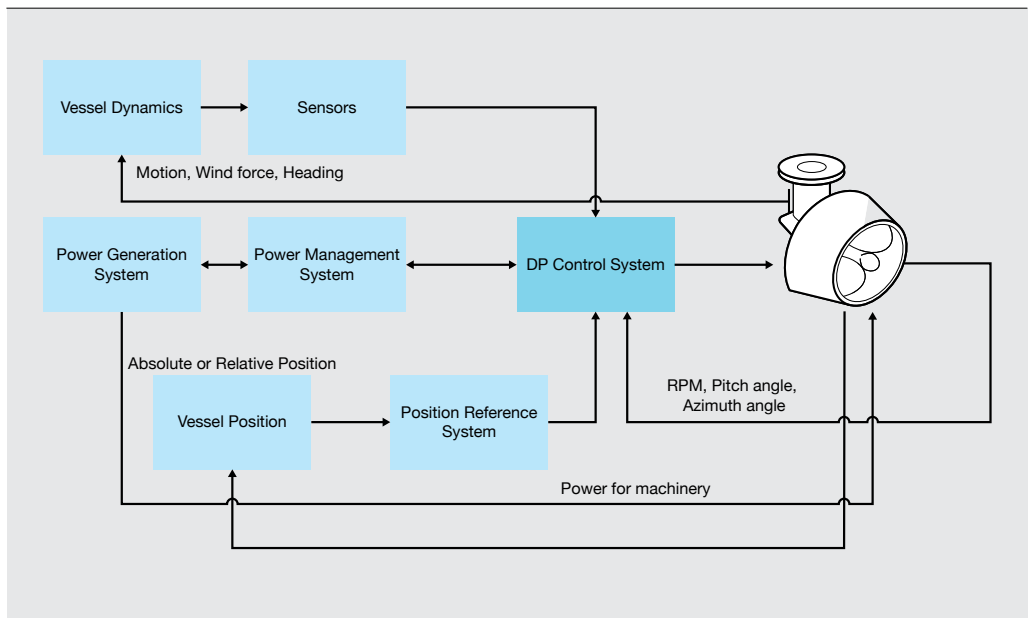 Vessel Dynamics
Sensors
Motion, Wind force, Heading
Power Generation
System
Power Management
System
DP Control System
Absolute or Relative Position
Vessel Position
Position Reference
System
RPM, Pitch angle,
Azimuth angle
Power for machinery